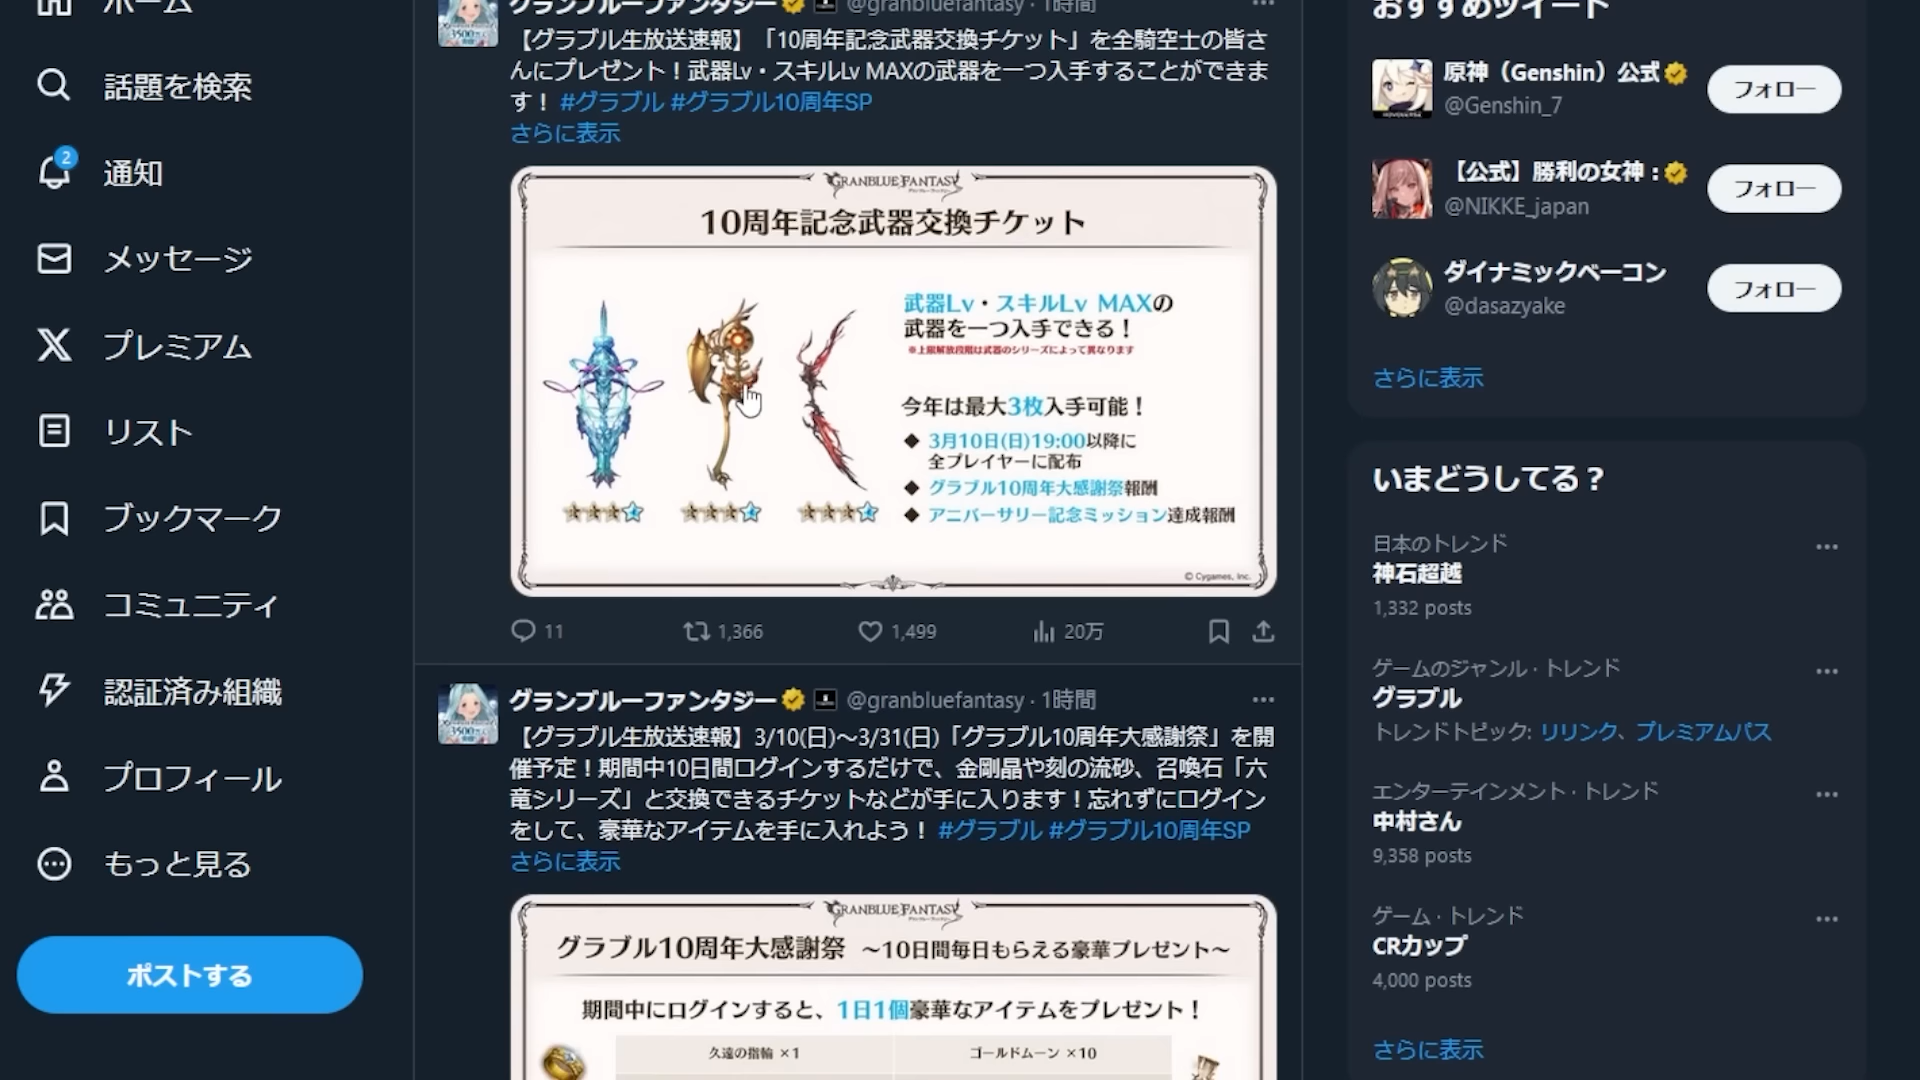 ホーム
話題を検索
2
通知
メッセージ
プレミアム
リスト
ブックマーク
コミュニティ
認証済み組織
プロフィール
もっと見る
ポストする
グランブルーファンタジー @granbluefantasy · 1時間
【グラブル生放送速報】「10周年記念武器交換チケット」を全騎空士の皆さ
んにプレゼント！武器Lv・スキルLv MAXの武器を一つ入手することができま
す！ #グラブル #グラブル10周年SP
さらに表示
GRANBLUE FANTASY
10周年記念武器交換チケット
武器Lv・スキルLv MAXの
武器を一つ入手できる！
※上限解放段階は武器のシリーズによって異なります
今年は最大3枚入手可能！
◆ 3月10日(日)19:00以降に
全プレイヤーに配布
◆ グラブル10周年大感謝祭報酬
◆ アニバーサリー記念ミッション達成報酬
© Cygames, Inc.
11
1,366
1,499
20万
グランブルーファンタジー @granbluefantasy · 1時間
【グラブル生放送速報】3/10(日)～3/31(日)「グラブル10周年大感謝祭」を開
催予定！期間中10日間ログインするだけで、金剛晶や刻の流砂、召喚石「六
竜シリーズ」と交換できるチケットなどが手に入ります！忘れずにログイン
をして、豪華なアイテムを手に入れよう！ #グラブル #グラブル10周年SP
さらに表示
GRANBLUE FANTASY
グラブル10周年大感謝祭 ～10日間毎日もらえる豪華プレゼント～
期間中にログインすると、1日1個豪華なアイテムをプレゼント！
久遠の指輪 ×1
ゴールドムーン ×10
おすすめツイート
原神（Genshin）公式
@Genshin_7
フォロー
【公式】勝利の女神：
@NIKKE_japan
フォロー
ダイナミックベーコン
@dasazyake
フォロー
さらに表示
いまどうしてる？
日本のトレンド
神石超越
1,332 posts
ゲームのジャンル · トレンド
グラブル
トレンドトピック: リリンク、プレミアムパス
エンターテインメント · トレンド
中村さん
9,358 posts
ゲーム · トレンド
CRカップ
4,000 posts
さらに表示